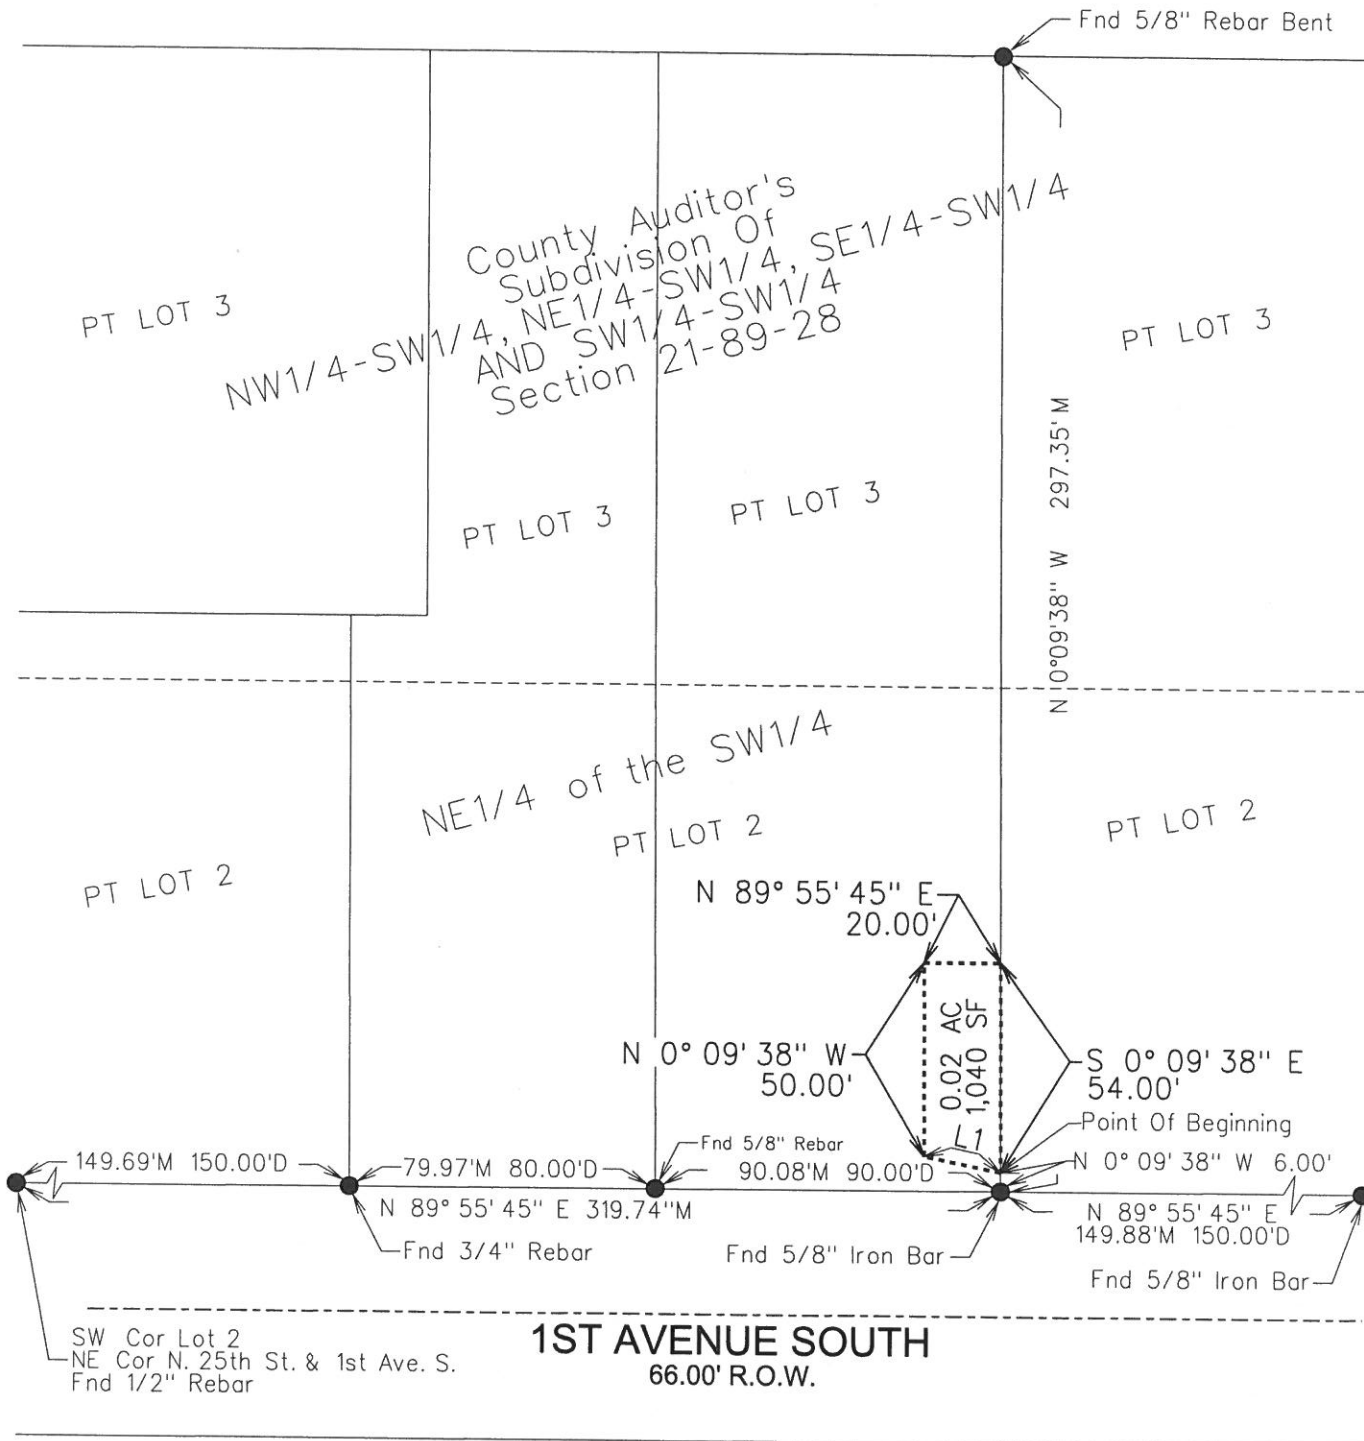 Fnd 5/8" Rebar Bent
County Auditor's
Subdivision Of
NW1/4-SW1/4, NE1/4-SW1/4, SE1/4-SW1/4
AND SW1/4-SW1/4
Section 21-89-28
PT LOT 3
PT LOT 3
PT LOT 3
PT LOT 3
N 0°09'38" W 297.35'M
NE1/4 of the SW1/4
PT LOT 2
PT LOT 2
PT LOT 2
N 89° 55' 45" E
20.00'
0.02 AC
1,040 SF
N 0° 09' 38" W
50.00'
S 0° 09' 38" E
54.00'
L1
Point Of Beginning
N 0° 09' 38" W 6.00'
Fnd 5/8" Rebar
149.69'M 150.00'D
79.97'M 80.00'D
90.08'M 90.00'D
N 89° 55' 45" E 319.74"M
N 89° 55' 45" E
149.88'M 150.00'D
Fnd 3/4" Rebar
Fnd 5/8" Iron Bar
Fnd 5/8" Iron Bar
SW Cor Lot 2
NE Cor N. 25th St. & 1st Ave. S.
Fnd 1/2" Rebar
1ST AVENUE SOUTH
66.00' R.O.W.